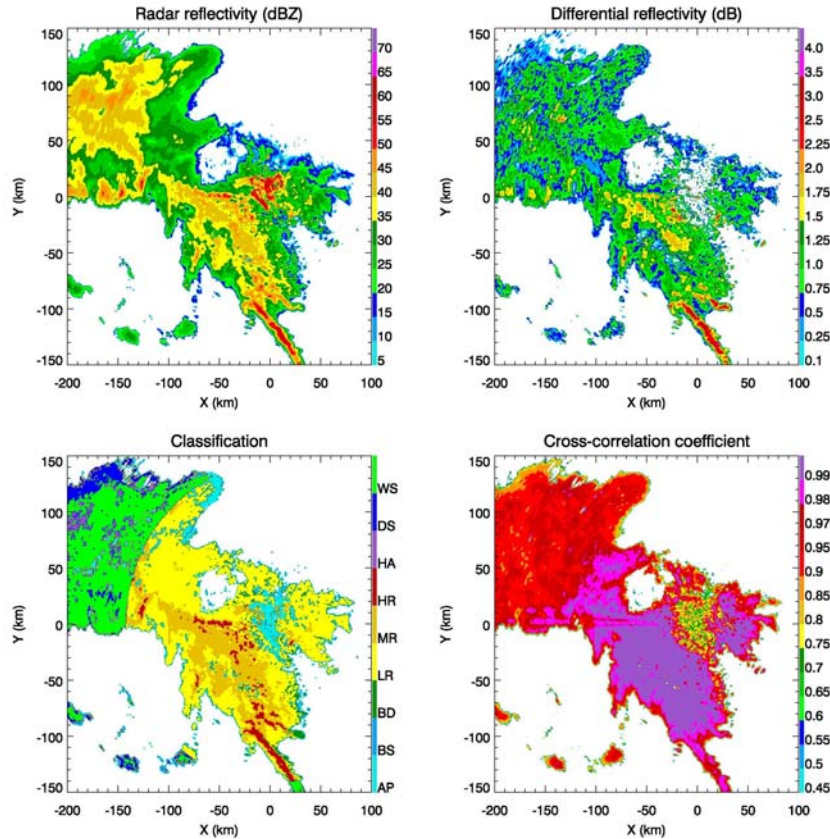 Radar reflectivity (dBZ)
150
100
50
0
-50
-100
-150
Y (km)
-200 -150 -100 -50 0 50 100
X (km)
70
65
60
55
50
45
40
35
30
25
20
15
10
5
Differential reflectivity (dB)
150
100
50
0
-50
-100
-150
Y (km)
-200 -150 -100 -50 0 50 100
X (km)
4.0
3.5
3.0
2.5
2.25
2.0
1.75
1.5
1.25
1.0
0.75
0.5
0.25
0.1
Classification
150
100
50
0
-50
-100
-150
Y (km)
-200 -150 -100 -50 0 50 100
X (km)
WS
DS
HA
HR
MR
LR
BD
BS
AP
Cross-correlation coefficient
150
100
50
0
-50
-100
-150
Y (km)
-200 -150 -100 -50 0 50 100
X (km)
0.99
0.98
0.97
0.95
0.9
0.85
0.8
0.75
0.7
0.65
0.6
0.55
0.5
0.45